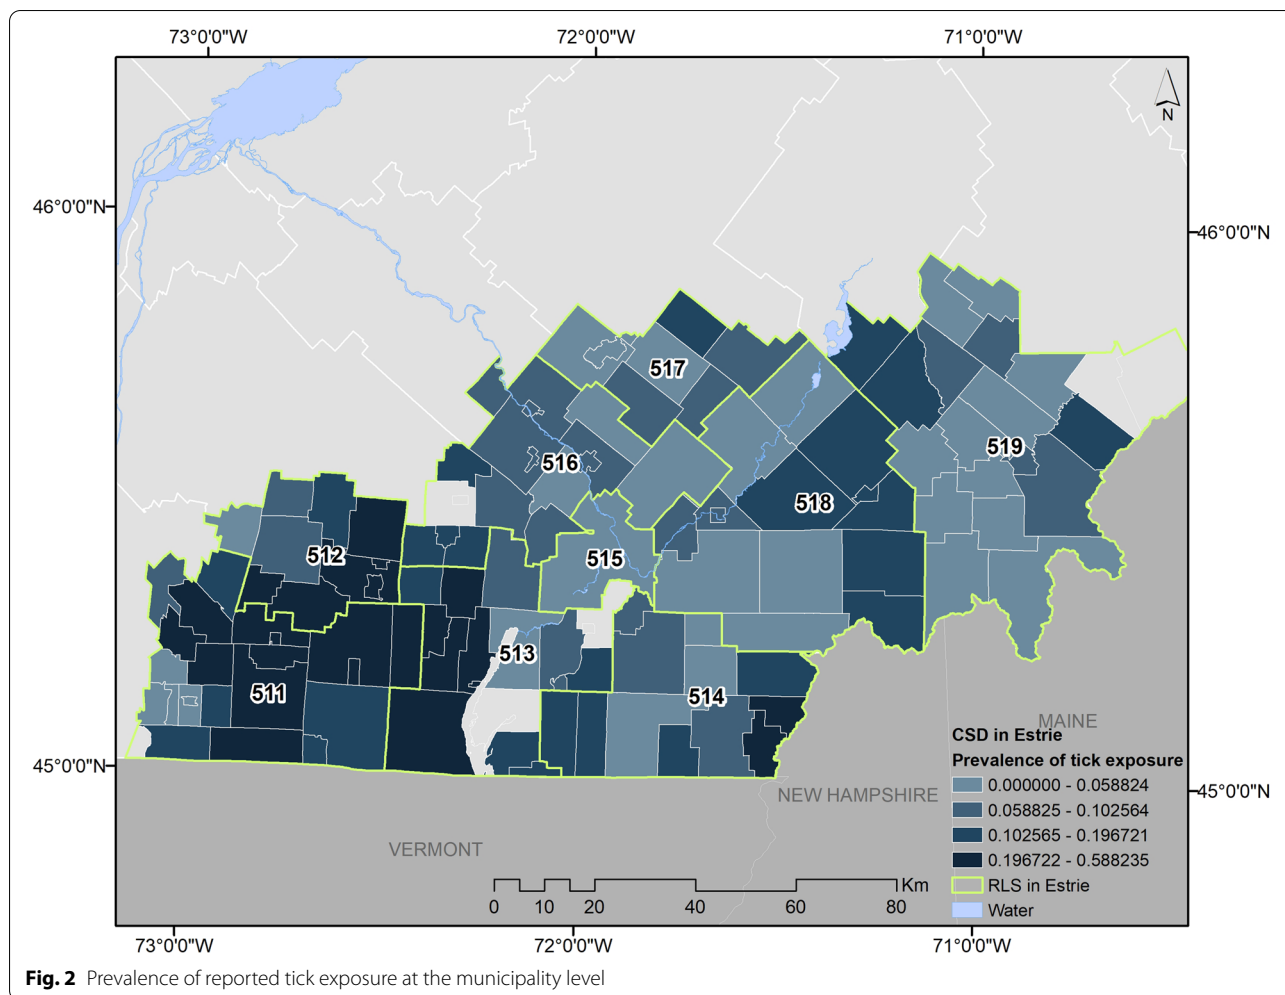 73°0'0"W
72°0'0"W
71°0'0"W
N
46°0'0"N
46°0'0"N
517
519
516
518
512
515
513
511
514
MAINE
CSD in Estrie
Prevalence of tick exposure
45°0'0"N
0.000000 - 0.058824
45°0'0"N
NEW HAMPSHIRE
0.058825 - 0.102564
0.102565 - 0.196721
VERMONT
0.196722 - 0.588235
Km
RLS in Estrie
0 10 20 40 60 80
Water
73°0'0"W
72°0'0"W
71°0'0"W
Fig. 2 Prevalence of reported tick exposure at the municipality level